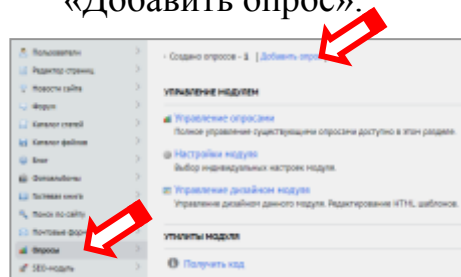 «Добавить опрос».
Пользователи
Редактор страниц
Новости сайта
Форум
Каталог статей
Каталог файлов
Блог
Фотоальбомы
Гостевая книга
Поиск по сайту
Почтовые формы
Опросы
SEO-модуль
Создано опросов - 1 | Добавить опрос
УПРАВЛЕНИЕ МОДУЛЕМ
Управление опросами
Полное управление существующими опросами доступно в этом разделе.
Настройки модуля
Выбор индивидуальных настроек модуля.
Управление дизайном модуля
Управление дизайном данного модуля. Редактирование HTML шаблонов.
УТИЛИТЫ МОДУЛЯ
Получить код